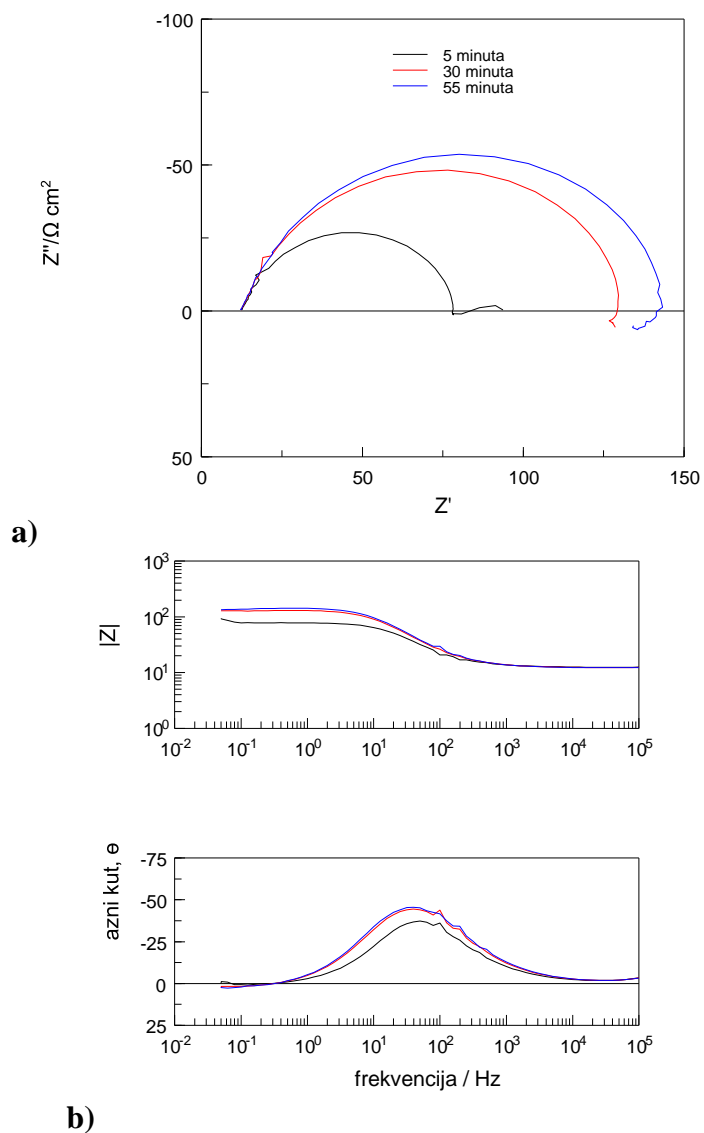 -100
5 minuta
30 minuta
55 minuta
-50
Z''/Ω cm²
0
50
0 50 100 150
Z'
a)
10³
10²
|Z|
10¹
10⁰
10⁻² 10⁻¹ 10⁰ 10¹ 10² 10³ 10⁴ 10⁵
-75
azni kut, ɵ
-50
-25
0
25
10⁻² 10⁻¹ 10⁰ 10¹ 10² 10³ 10⁴ 10⁵
frekvencija / Hz
b)